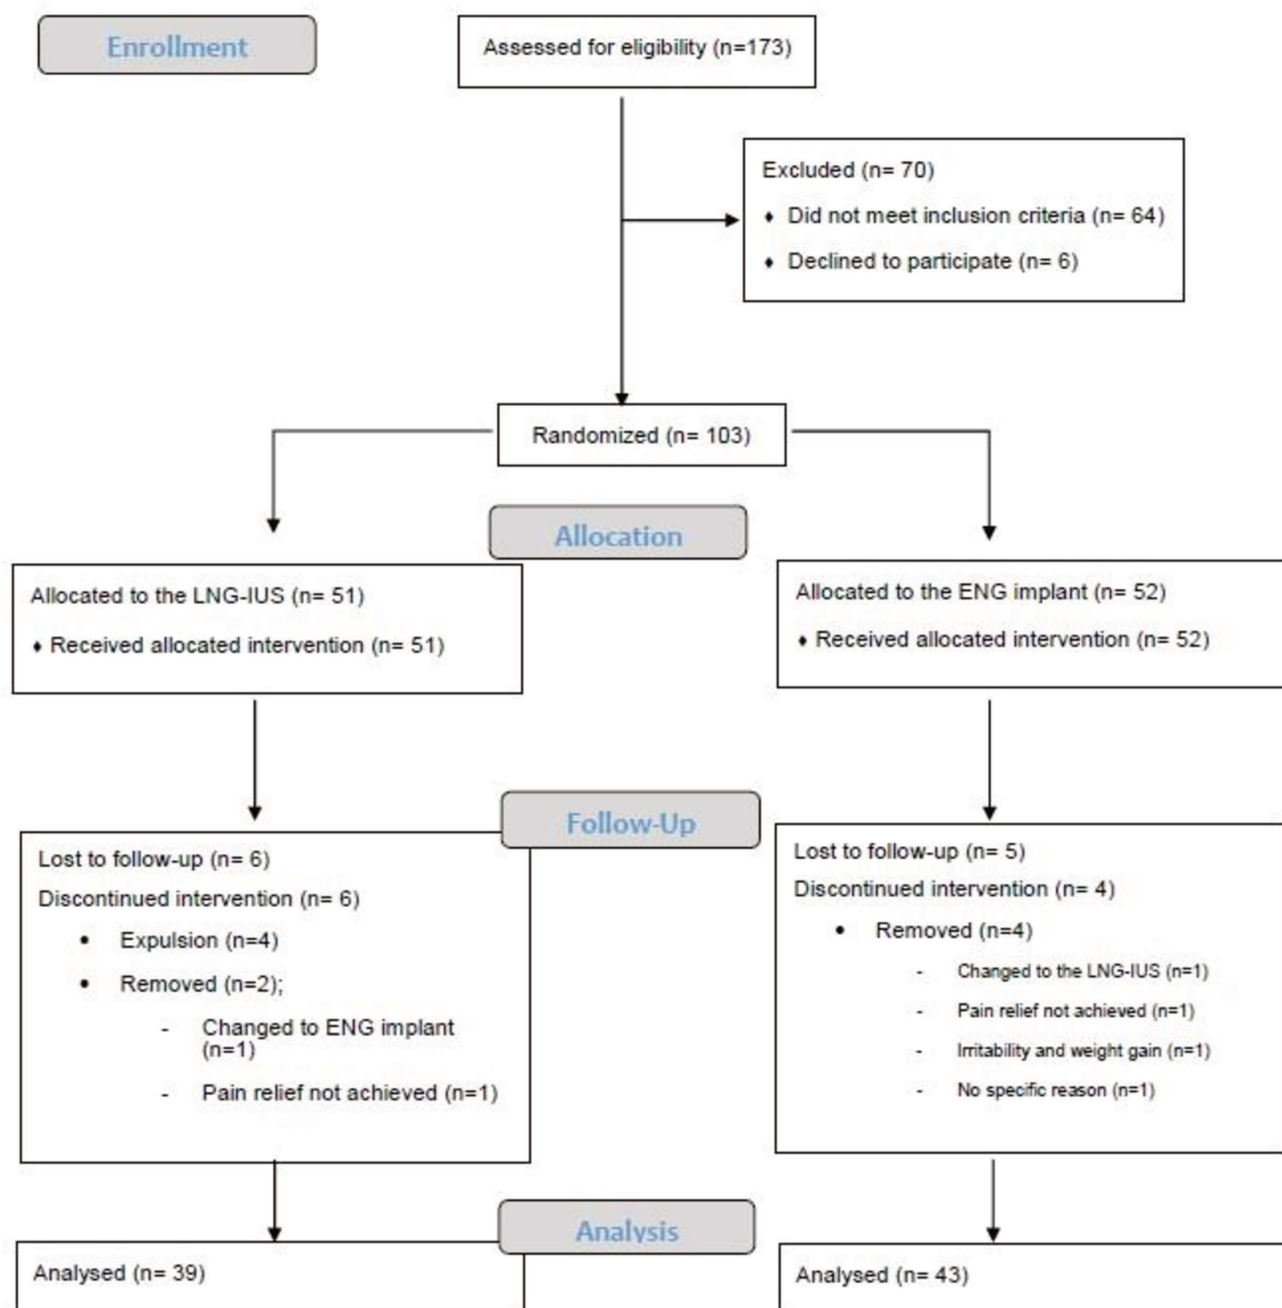 Enrollment
Assessed for eligibility (n=173)
Excluded (n= 70)
♦ Did not meet inclusion criteria (n= 64)
♦ Declined to participate (n= 6)
Randomized (n= 103)
Allocation
Allocated to the LNG-IUS (n= 51)
♦ Received allocated intervention (n= 51)
Allocated to the ENG implant (n= 52)
♦ Received allocated intervention (n= 52)
Follow-Up
Lost to follow-up (n= 6)
Discontinued intervention (n= 6)
• Expulsion (n=4)
• Removed (n=2);
- Changed to ENG implant
(n=1)
- Pain relief not achieved (n=1)
Lost to follow-up (n= 5)
Discontinued intervention (n= 4)
• Removed (n=4)
- Changed to the LNG-IUS (n=1)
- Pain relief not achieved (n=1)
- Irritability and weight gain (n=1)
- No specific reason (n=1)
Analysis
Analysed (n= 39)
Analysed (n= 43)